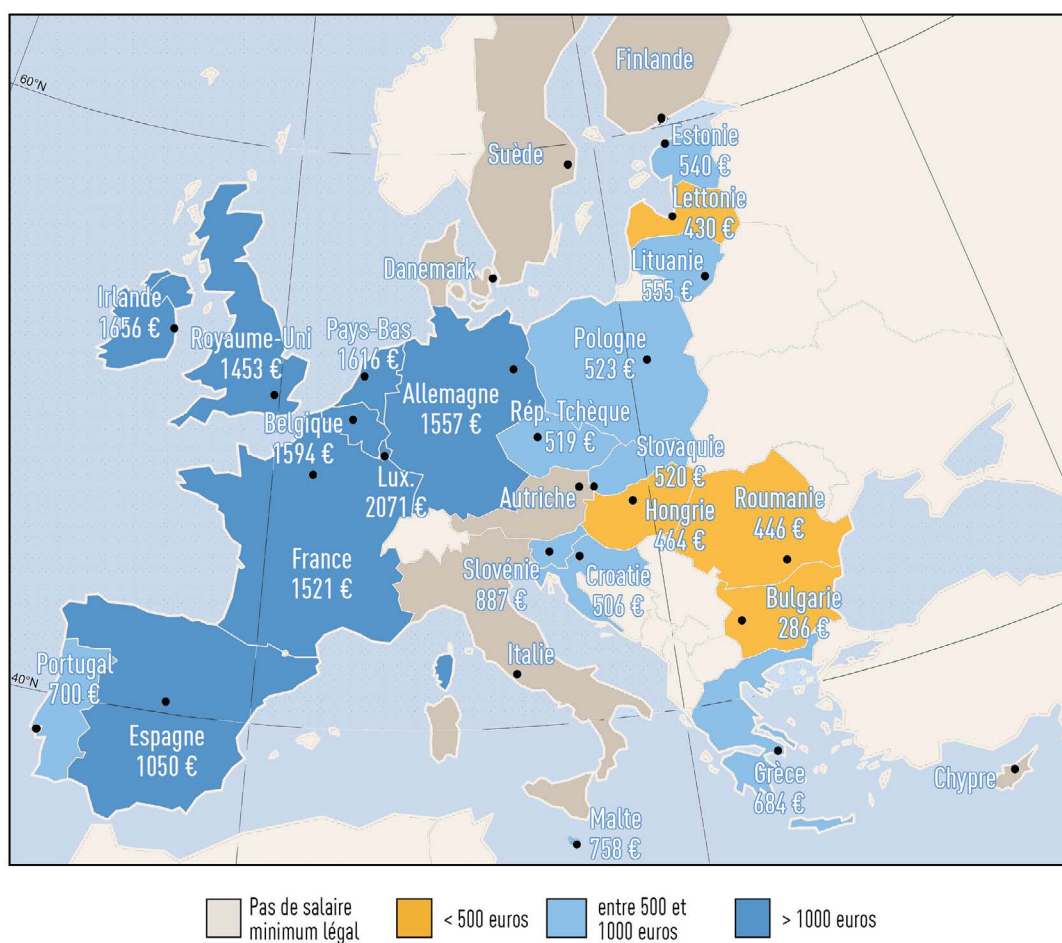 Finlande
60°N
Estonie
540 €
Suède
Lettonie
430 €
Danemark
Lituanie
555 €
Irlande
1656 €
Royaume-Uni
1453 €
Pays-Bas
1616 €
Pologne
523 €
Allemagne
1557 €
Belgique
1594 €
Rép. Tchèque
519 €
Slovaquie
520 €
Lux.
2071 €
Autriche
Hongrie
464 €
Roumanie
446 €
France
1521 €
Slovénie
887 €
Croatie
506 €
Bulgarie
286 €
Portugal
700 €
Italie
40°N
Espagne
1050 €
Grèce
684 €
Chypre
Malte
758 €
Pas de salaire
minimum légal
< 500 euros
entre 500 et
1000 euros
> 1000 euros